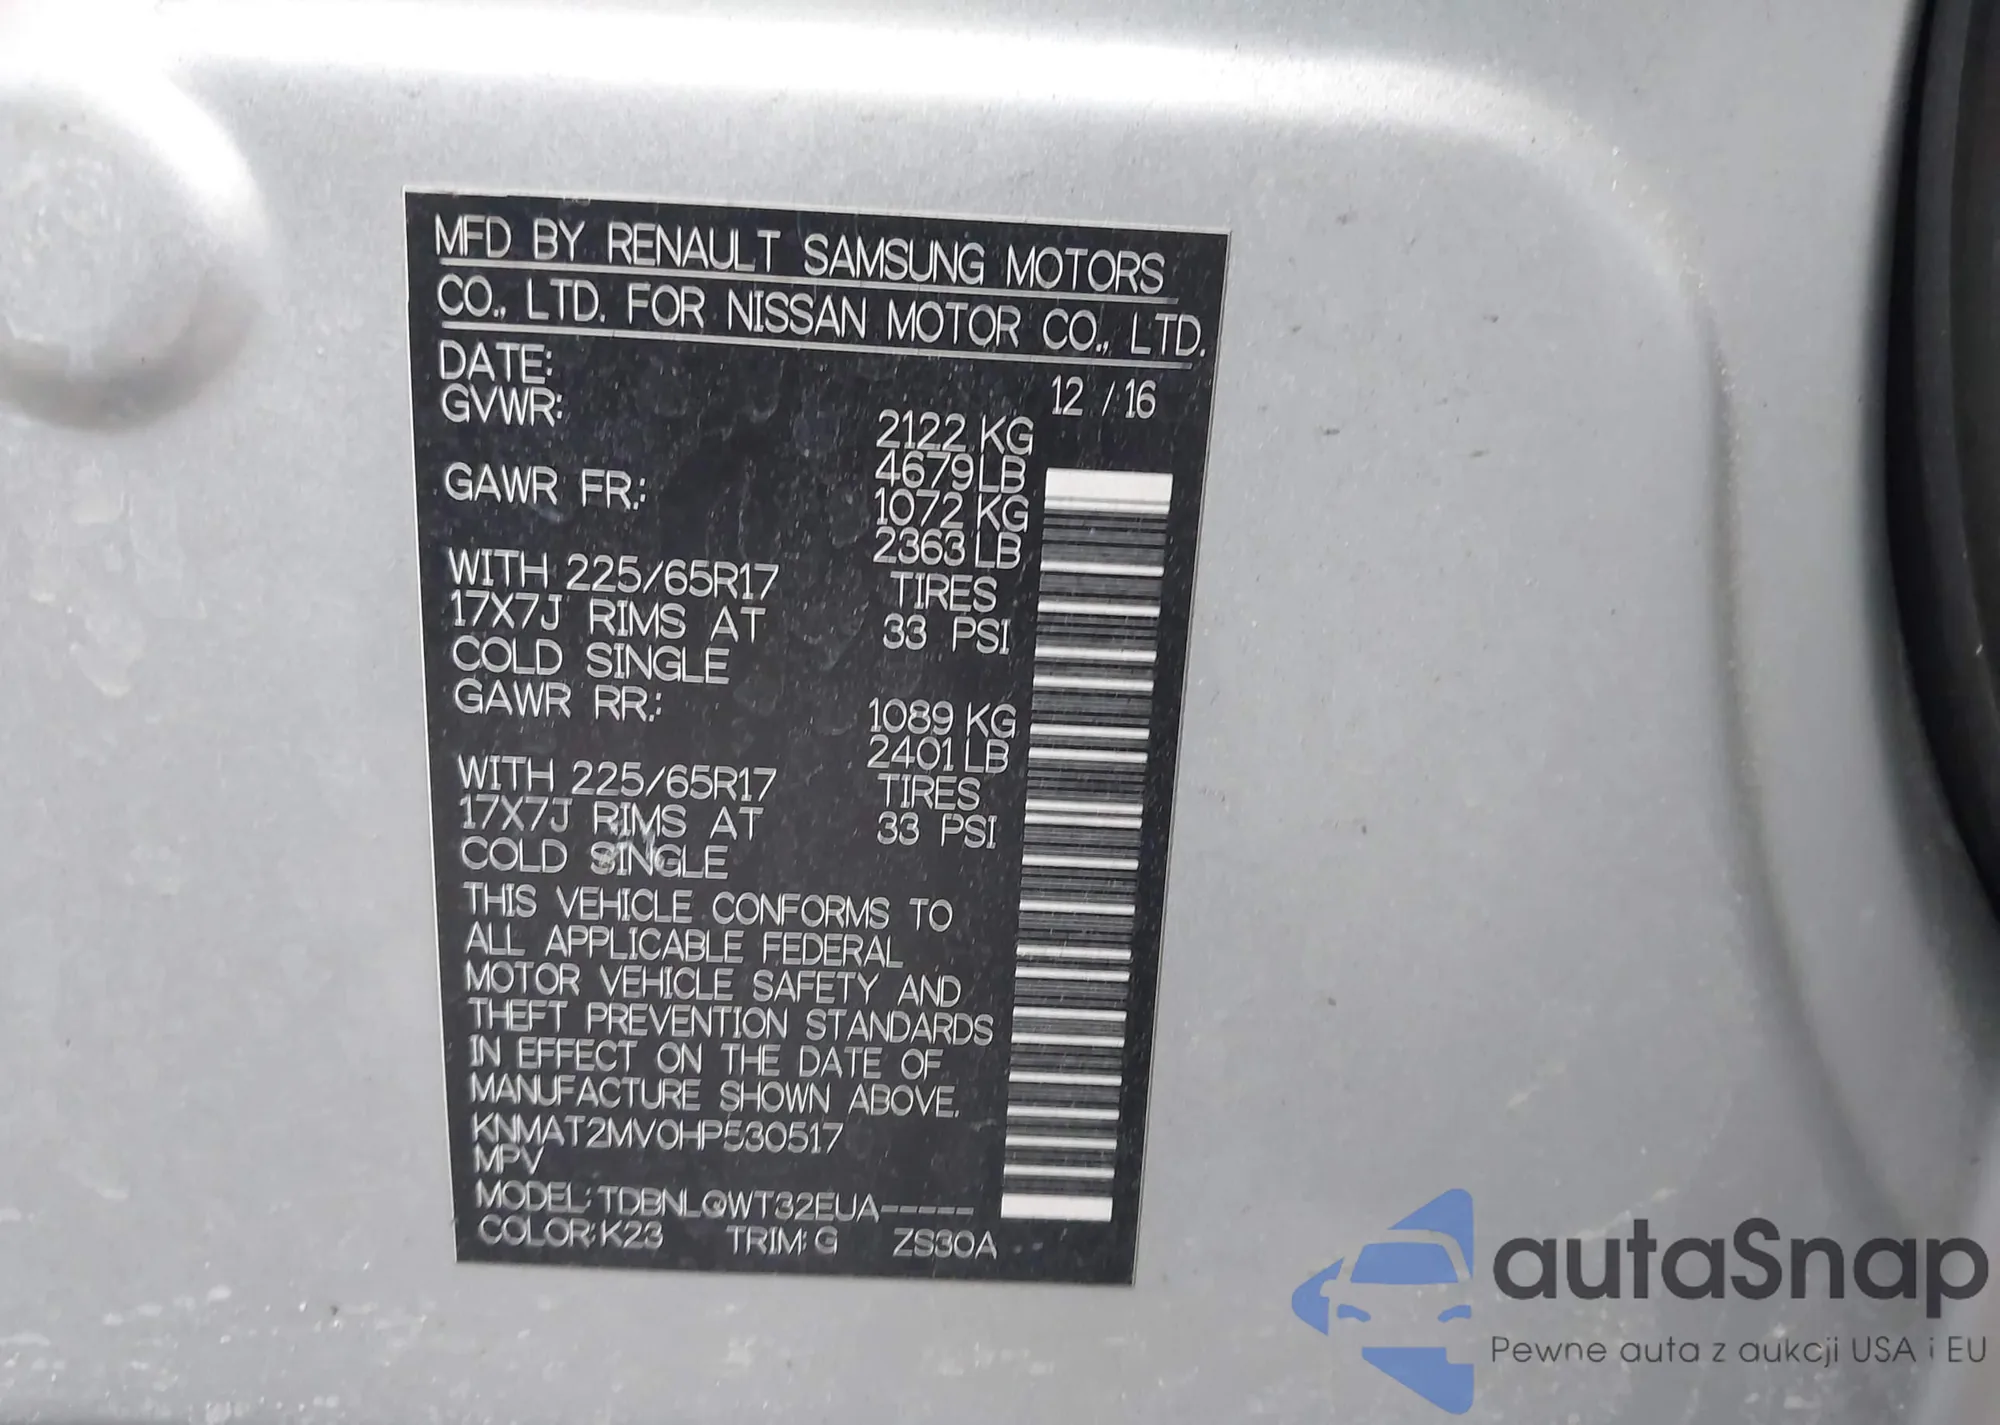 MFD BY RENAULT SAMSUNG MOTORS
CO., LTD. FOR NISSAN MOTOR CO., LTD.
DATE: 12 / 16
GVWR: 2122 KG
4679 LB
GAWR FR.: 1072 KG
2363 LB
WITH 225/65R17 TIRES
17X7J RIMS AT 33 PSI
COLD SINGLE
GAWR RR.: 1089 KG
2401 LB
WITH 225/65R17 TIRES
17X7J RIMS AT 33 PSI
COLD SINGLE
THIS VEHICLE CONFORMS TO
ALL APPLICABLE FEDERAL
MOTOR VEHICLE SAFETY AND
THEFT PREVENTION STANDARDS
IN EFFECT ON THE DATE OF
MANUFACTURE SHOWN ABOVE.
KNMAT2MV0HP530517
MPV
MODEL: TDBNLQWT32EUA-----
COLOR: K23 TRIM: G ZS30A
autaSnap
Pewne auta z aukcji USA i EU